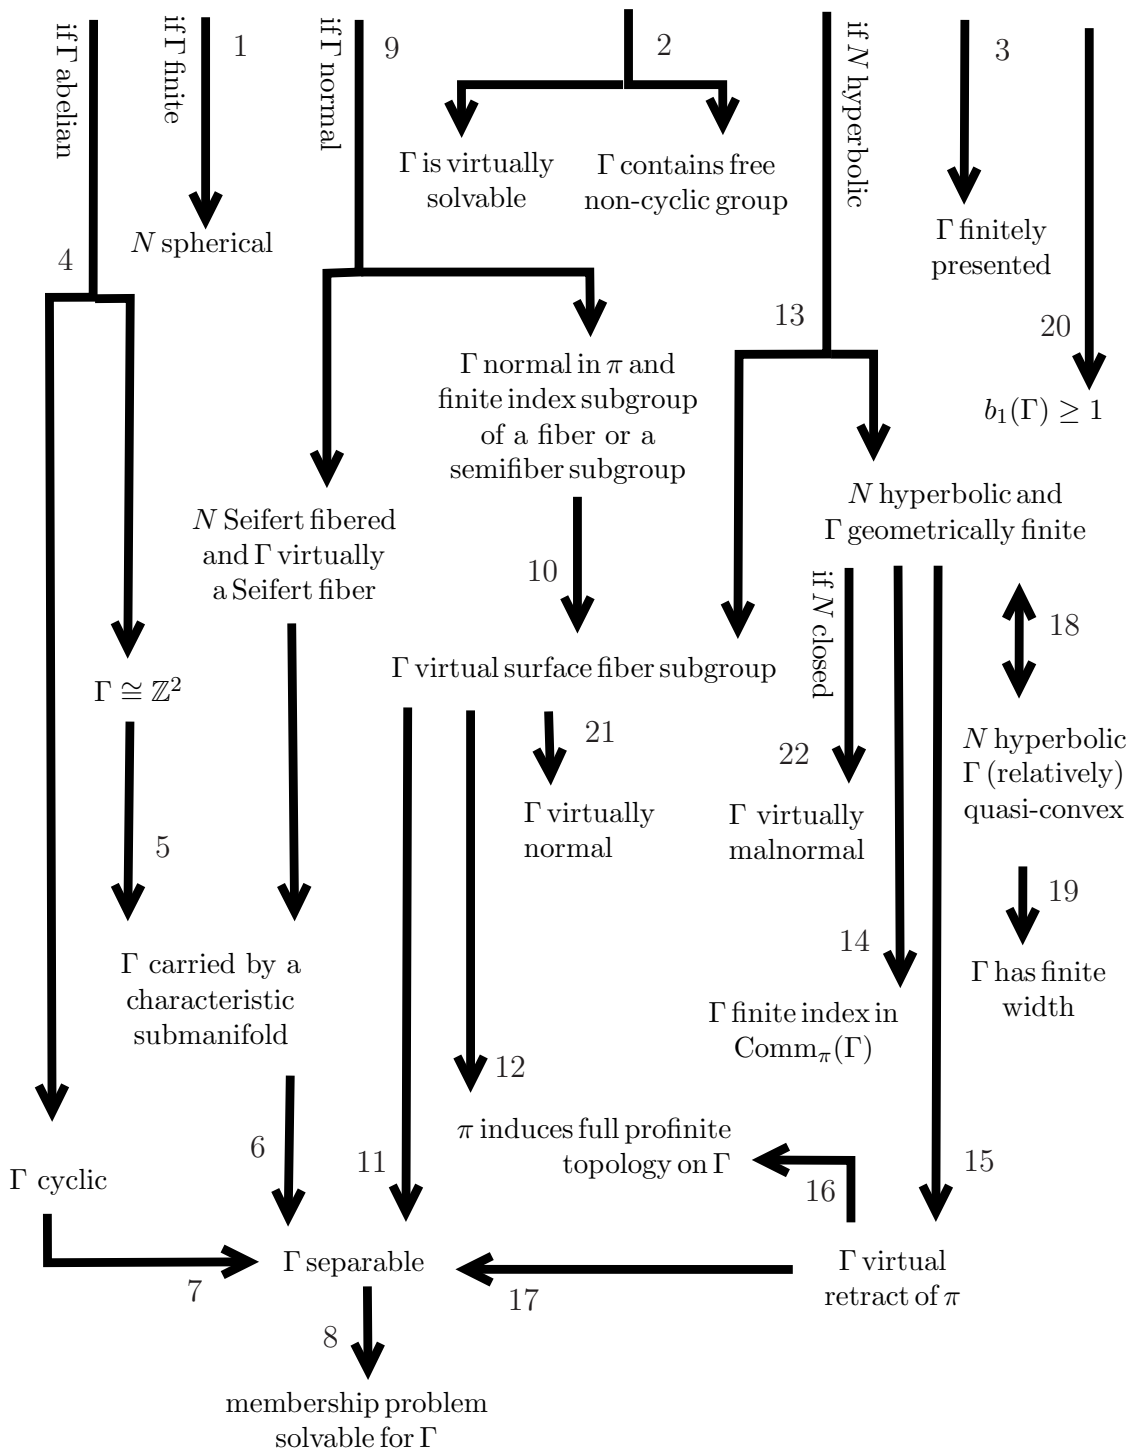 if Γ abelian
if Γ finite
1
if Γ normal
9
2
if N hyperbolic
3
Γ is virtually
solvable
Γ contains free
non-cyclic group
N spherical
4
Γ finitely
presented
13
20
Γ normal in π and
finite index subgroup
of a fiber or a
semifiber subgroup
b₁(Γ) ≥ 1
N Seifert fibered
and Γ virtually
a Seifert fiber
N hyperbolic and
Γ geometrically finite
10
if N closed
18
Γ virtual surface fiber subgroup
Γ ≅ ℤ²
21
22
N hyperbolic
Γ (relatively)
quasi-convex
Γ virtually
normal
Γ virtually
malnormal
5
19
14
Γ carried by a
characteristic
submanifold
Γ has finite
width
Γ finite index in
Comm_π(Γ)
12
π induces full profinite
topology on Γ
6
11
16
15
Γ cyclic
Γ separable
Γ virtual
retract of π
7
17
8
membership problem
solvable for Γ